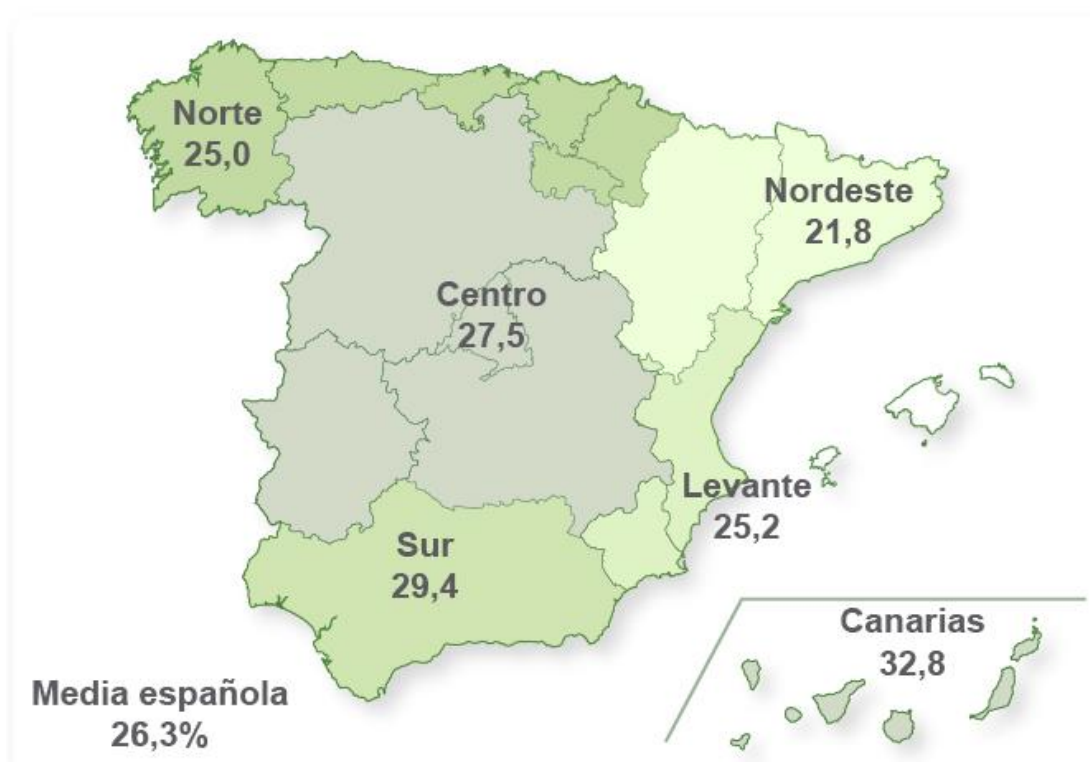 Norte
25,0
Nordeste
21,8
Centro
27,5
Levante
25,2
Sur
29,4
Canarias
32,8
Media española
26,3%